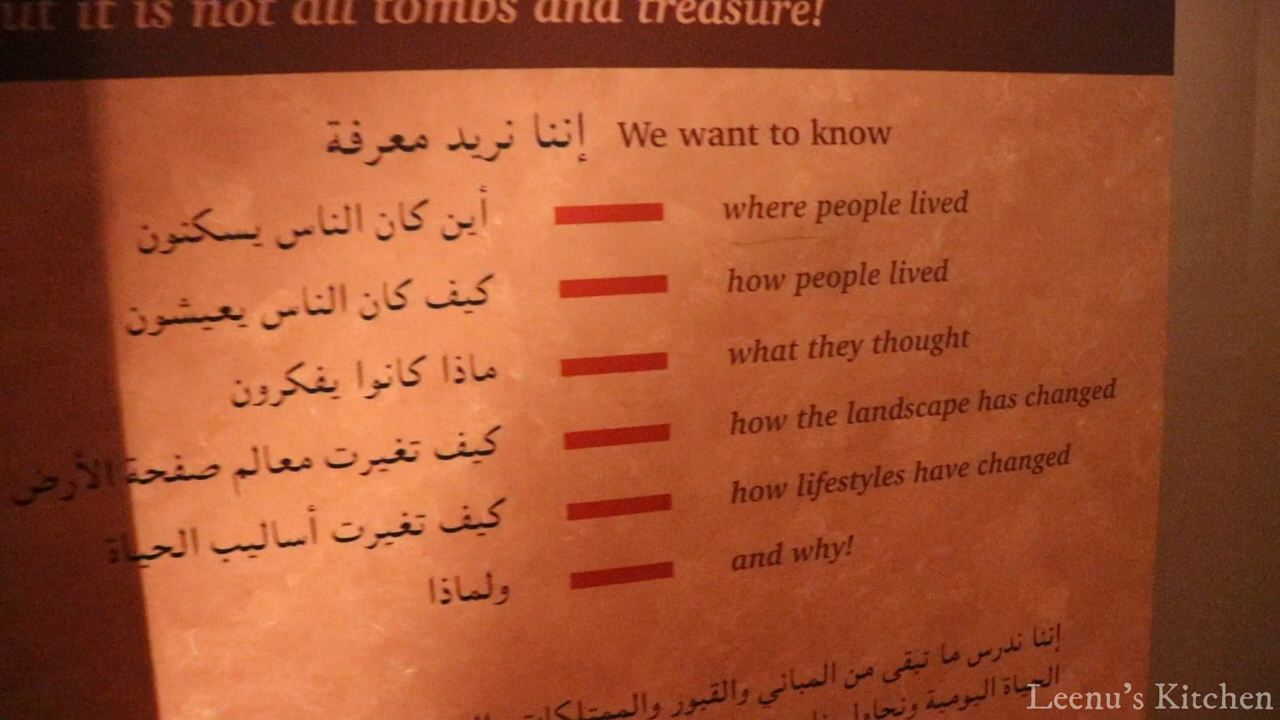 it is not all tombs and treasure!
إننا نريد معرفة We want to know
أين كان الناس يسكنون where people lived
كيف كان الناس يعيشون how people lived
ماذا كانوا يفكرون what they thought
كيف تغيرت معالم صفحة الأرض how the landscape has changed
كيف تغيرت أساليب الحياة how lifestyles have changed
ولماذا and why!
إننا ندرس ما تبقى من المباني والقبور والممتلكات
الحياة اليومية ونحاول
Leenu's Kitchen